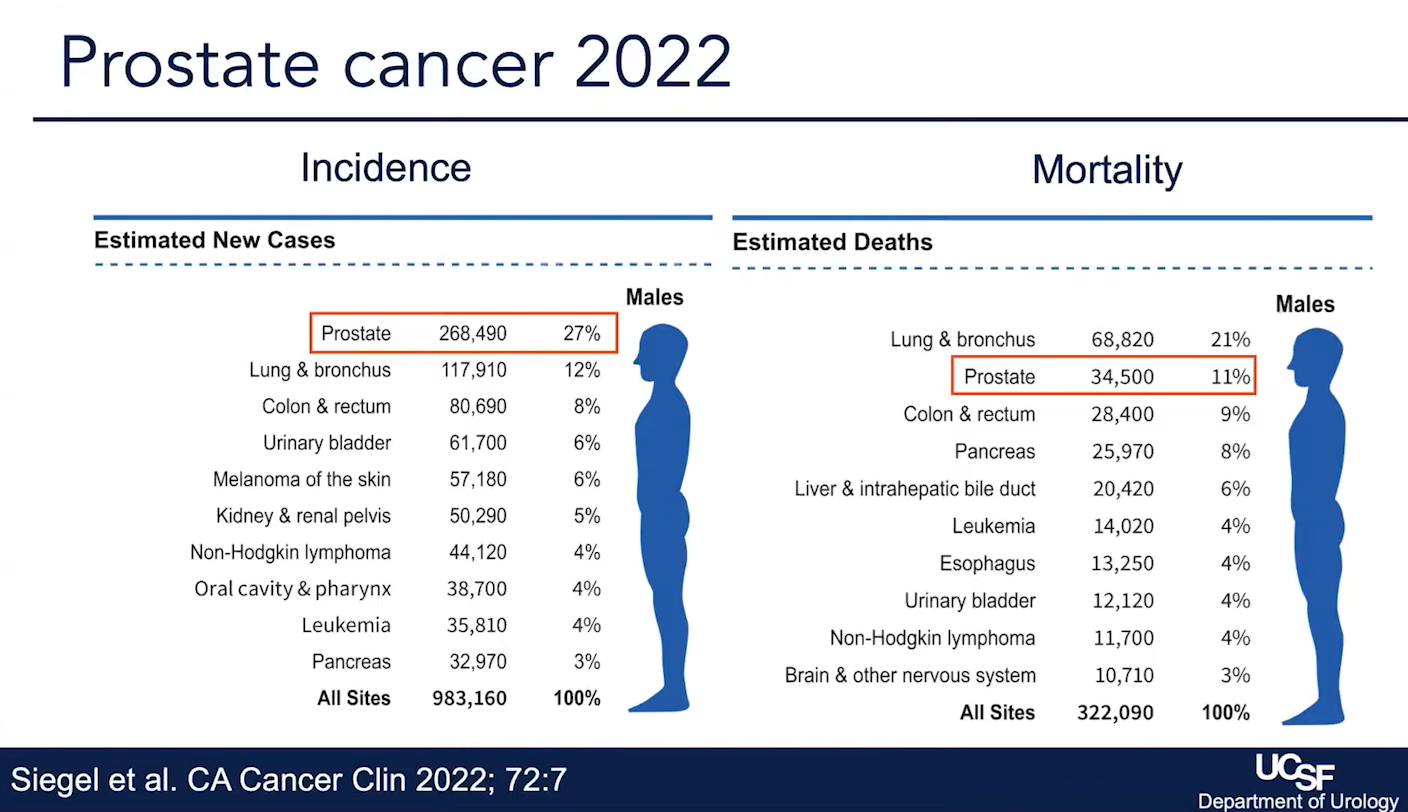 Prostate cancer 2022
Incidence
Estimated New Cases
Males
Prostate 268,490 27%
Lung & bronchus 117,910 12%
Colon & rectum 80,690 8%
Urinary bladder 61,700 6%
Melanoma of the skin 57,180 6%
Kidney & renal pelvis 50,290 5%
Non-Hodgkin lymphoma 44,120 4%
Oral cavity & pharynx 38,700 4%
Leukemia 35,810 4%
Pancreas 32,970 3%
All Sites 983,160 100%
Mortality
Estimated Deaths
Males
Lung & bronchus 68,820 21%
Prostate 34,500 11%
Colon & rectum 28,400 9%
Pancreas 25,970 8%
Liver & intrahepatic bile duct 20,420 6%
Leukemia 14,020 4%
Esophagus 13,250 4%
Urinary bladder 12,120 4%
Non-Hodgkin lymphoma 11,700 4%
Brain & other nervous system 10,710 3%
All Sites 322,090 100%
Siegel et al. CA Cancer Clin 2022; 72:7
UCSF
Department of Urology